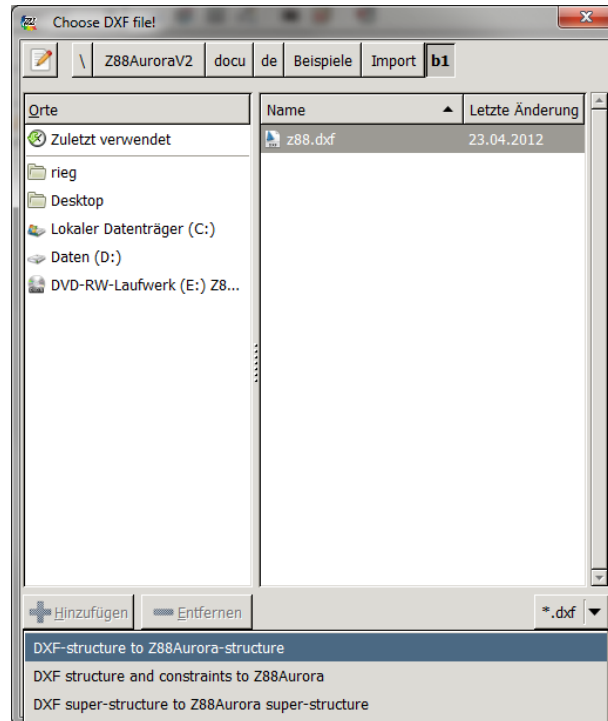 Choose DXF file!
\ Z88AuroraV2 docu de Beispiele Import b1
Orte
Zuletzt verwendet
rieg
Desktop
Lokaler Datenträger (C:)
Daten (D:)
DVD-RW-Laufwerk (E:) Z8...
Name Letzte Änderung
z88.dxf 23.04.2012
Hinzufügen Entfernen *.dxf
DXF-structure to Z88Aurora-structure
DXF structure and constraints to Z88Aurora
DXF super-structure to Z88Aurora super-structure